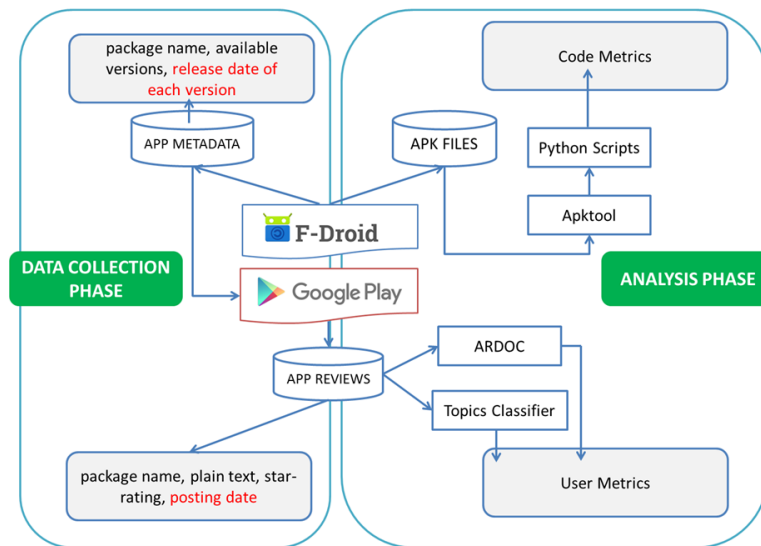 package name, available
versions, release date of
each version
Code Metrics
APP METADATA
APK FILES
Python Scripts
Apktool
F-Droid
DATA COLLECTION
PHASE
Google Play
ANALYSIS PHASE
ARDOC
APP REVIEWS
Topics Classifier
package name, plain text, star-
rating, posting date
User Metrics